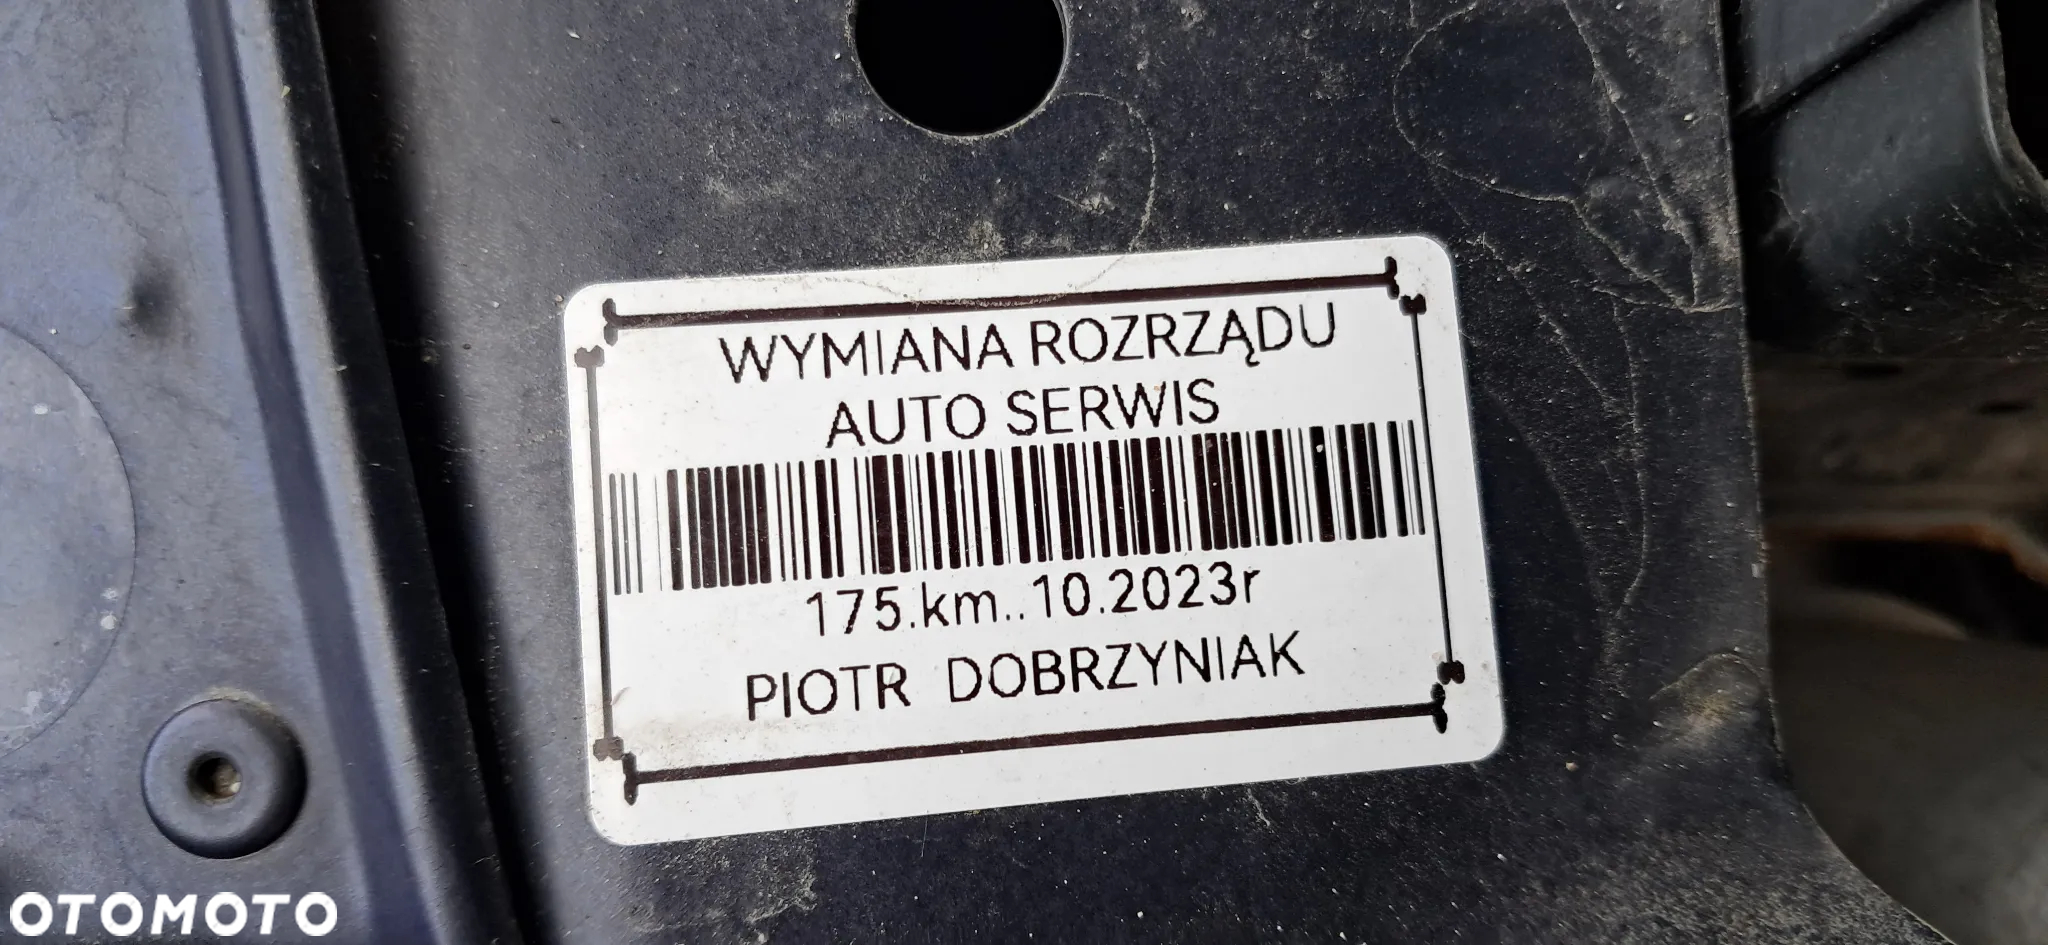 WYMIANA ROZRZĄDU
AUTO SERWIS
175.km..10.2023r
PIOTR DOBRZYNIAK
OTOMOTO